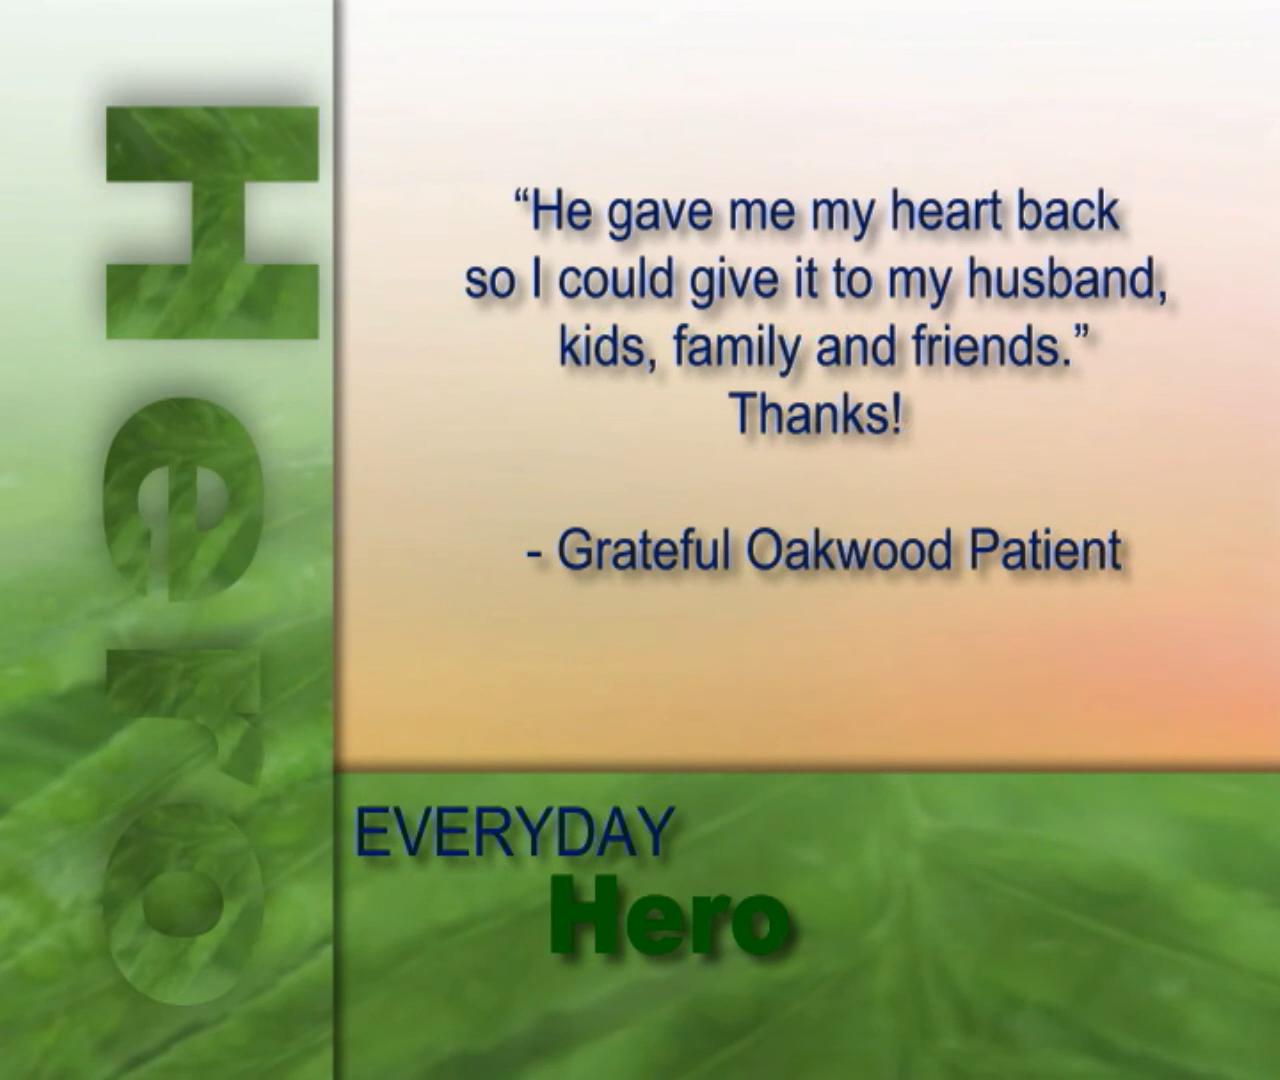 Hero
“He gave me my heart back
so I could give it to my husband,
kids, family and friends.”
Thanks!
- Grateful Oakwood Patient
EVERYDAY
Hero